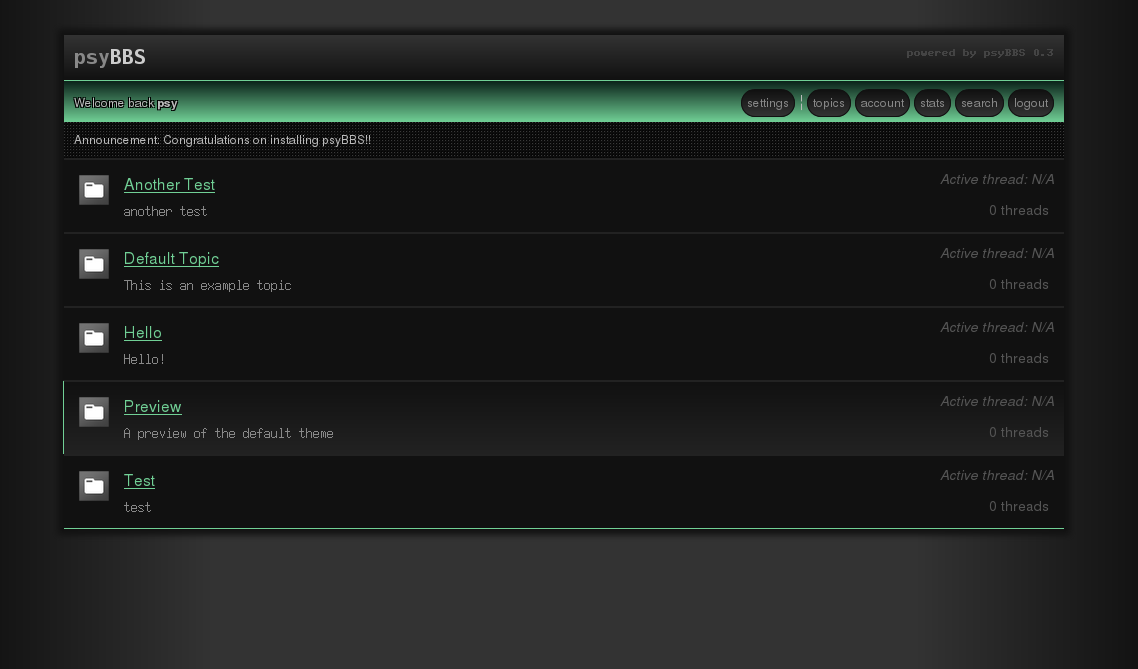 psyBBS
powered by psyBBS 0.3
Welcome back psy
settings | topics account stats search logout
Announcement: Congratulations on installing psyBBS!!
Another Test
Active thread: N/A
another test
0 threads
Default Topic
Active thread: N/A
This is an example topic
0 threads
Hello
Active thread: N/A
Hello!
0 threads
Preview
Active thread: N/A
A preview of the default theme
0 threads
Test
Active thread: N/A
test
0 threads